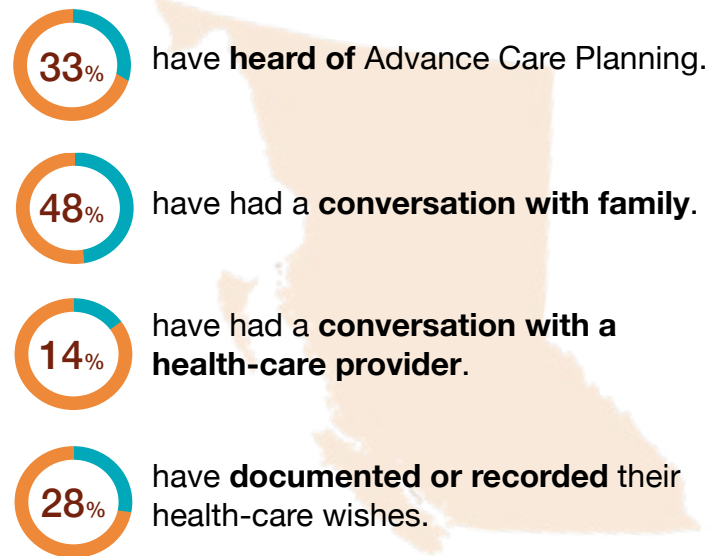 33% have heard of Advance Care Planning.
48% have had a conversation with family.
14% have had a conversation with a
health-care provider.
28% have documented or recorded their
health-care wishes.